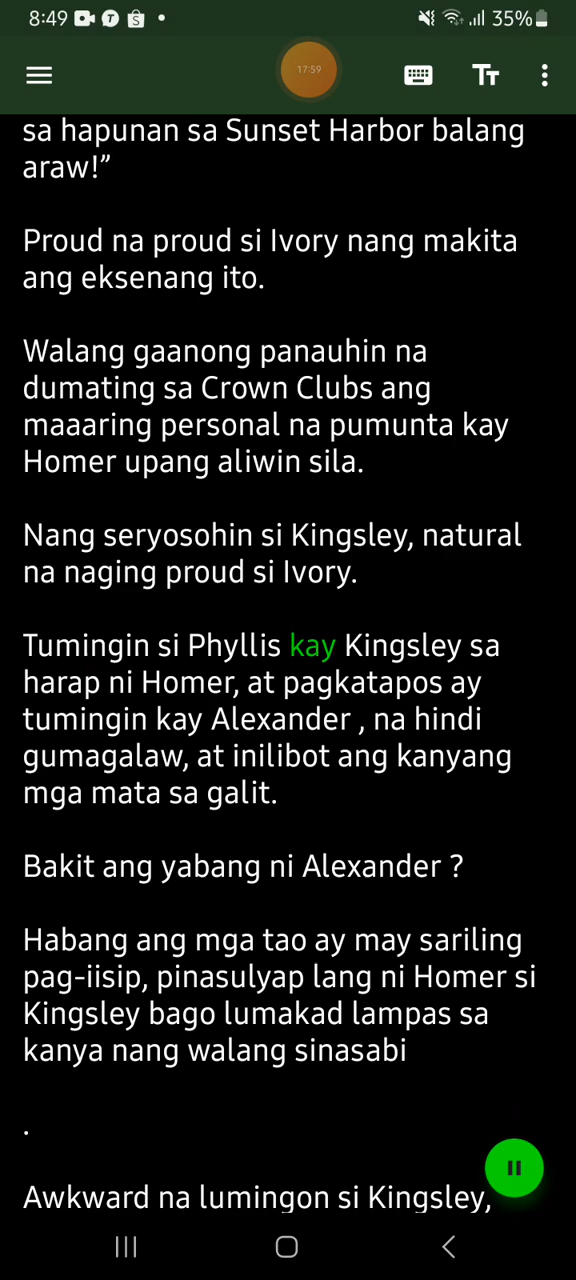 8:49
35%
17:59
sa hapunan sa Sunset Harbor balang
araw!”
Proud na proud si Ivory nang makita
ang eksenang ito.
Walang gaanong panauhin na
dumating sa Crown Clubs ang
maaaring personal na pumunta kay
Homer upang aliwin sila.
Nang seryosohin si Kingsley, natural
na naging proud si Ivory.
Tumingin si Phyllis kay Kingsley sa
harap ni Homer, at pagkatapos ay
tumingin kay Alexander , na hindi
gumagalaw, at inilibot ang kanyang
mga mata sa galit.
Bakit ang yabang ni Alexander ?
Habang ang mga tao ay may sariling
pag-iisip, pinasulyap lang ni Homer si
Kingsley bago lumakad lampas sa
kanya nang walang sinasabi
.
Awkward na lumingon si Kingsley,